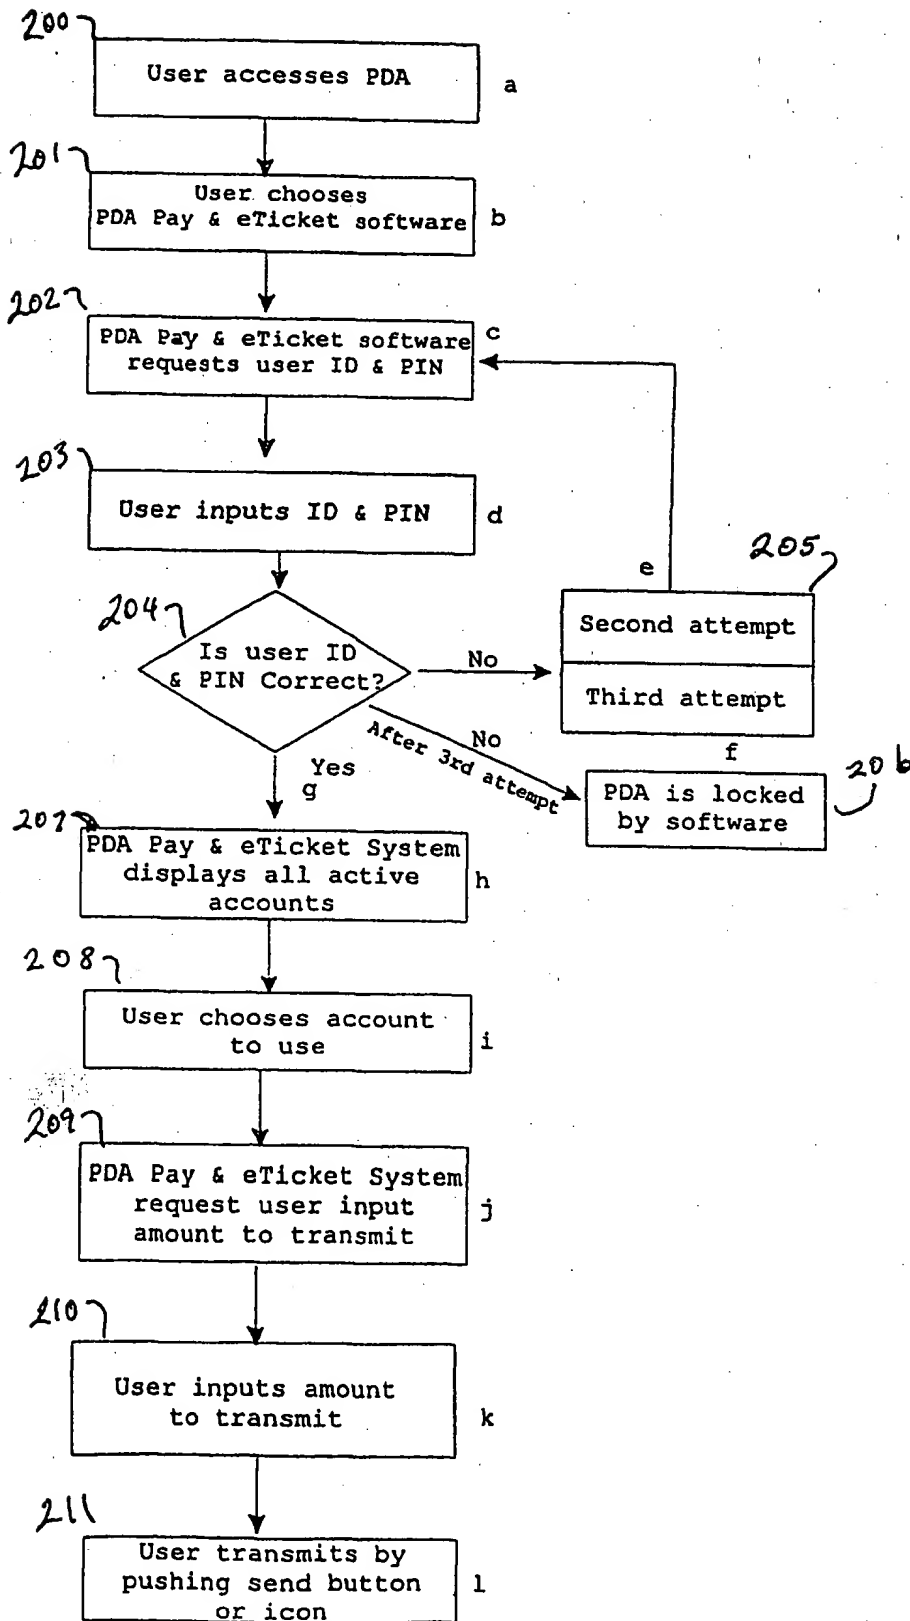 200
User accesses PDA
a
201
User chooses
PDA Pay & eTicket software
b
202
PDA Pay & eTicket software
requests user ID & PIN
c
203
User inputs ID & PIN
d
204
Is user ID
& PIN Correct?
No
e
205
Second attempt
Third attempt
f
No
After 3rd attempt
206
PDA is locked
by software
Yes
g
207
PDA Pay & eTicket System
displays all active
accounts
h
208
User chooses account
to use
i
209
PDA Pay & eTicket System
request user input
amount to transmit
j
210
User inputs amount
to transmit
k
211
User transmits by
pushing send button
or icon
l